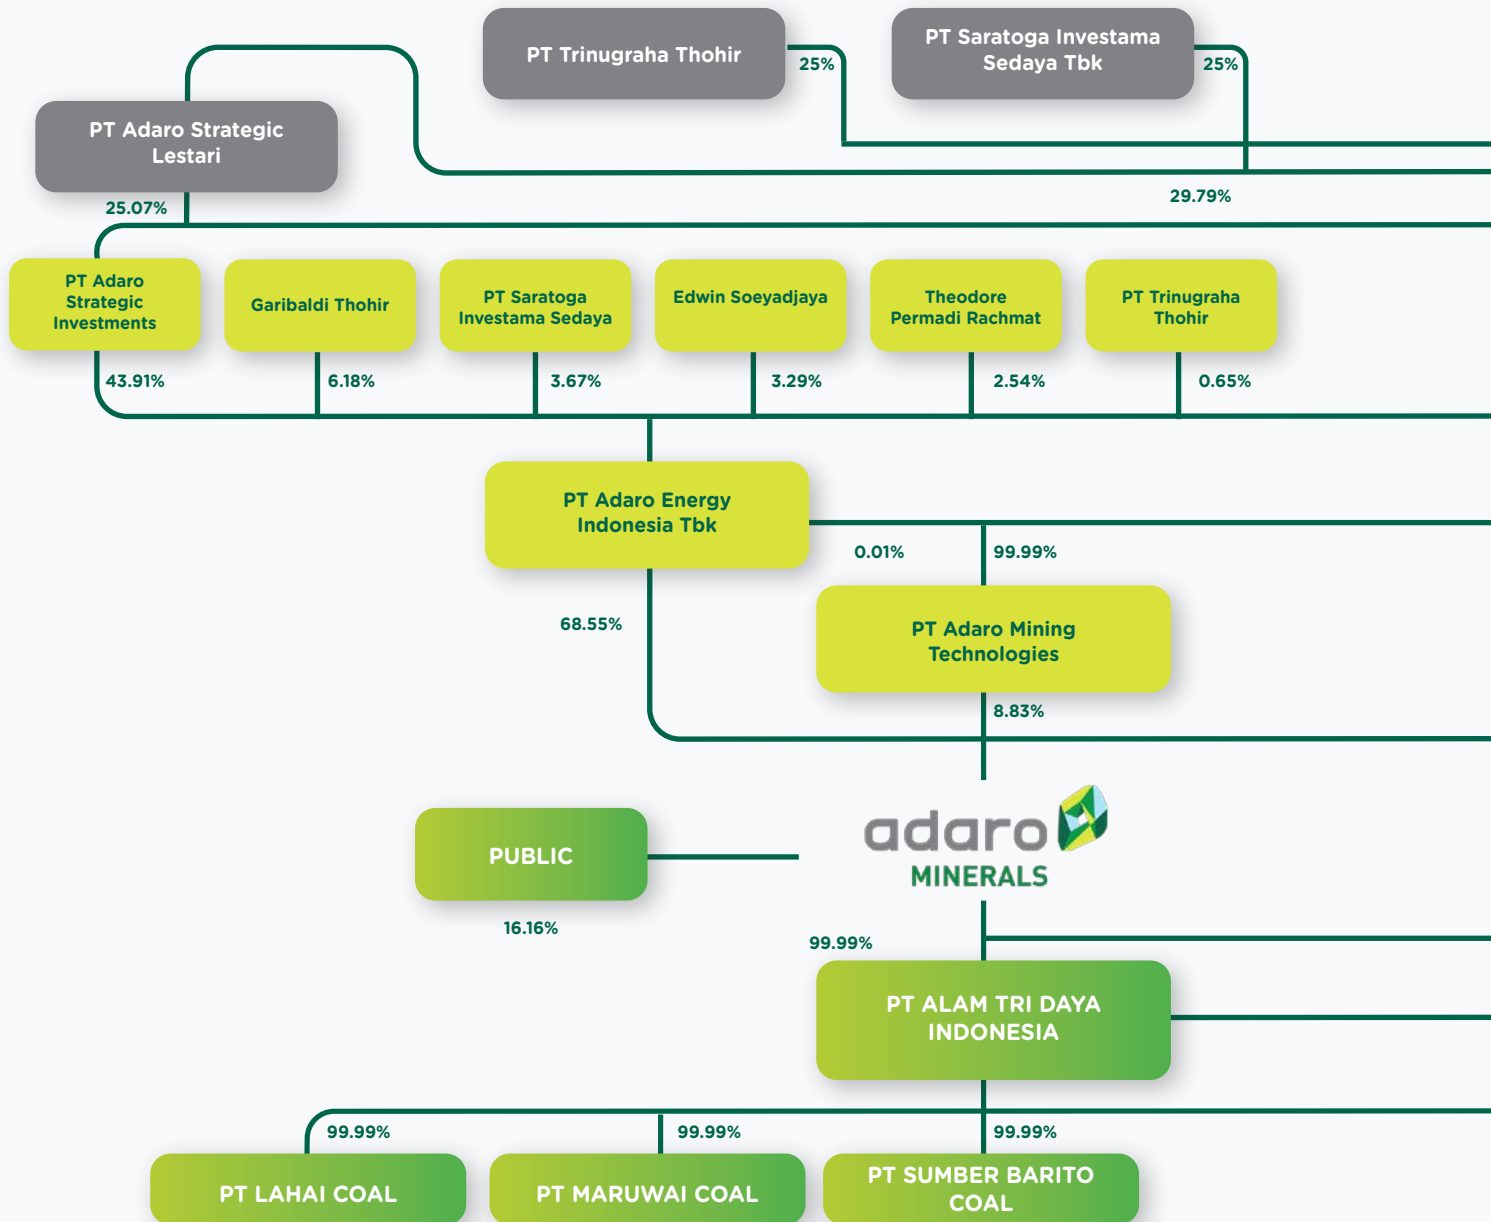 PT Trinugraha Thohir
25%
PT Saratoga Investama
Sedaya Tbk
25%
PT Adaro Strategic
Lestari
29.79%
25.07%
PT Adaro
Strategic
Investments
Garibaldi Thohir
PT Saratoga
Investama Sedaya
Edwin Soeyadjaya
Theodore
Permadi Rachmat
PT Trinugraha
Thohir
43.91%
6.18%
3.67%
3.29%
2.54%
0.65%
PT Adaro Energy
Indonesia Tbk
0.01%
99.99%
68.55%
PT Adaro Mining
Technologies
8.83%
adaro
MINERALS
PUBLIC
16.16%
99.99%
PT ALAM TRI DAYA
INDONESIA
99.99%
99.99%
99.99%
PT LAHAI COAL
PT MARUWAI COAL
PT SUMBER BARITO
COAL